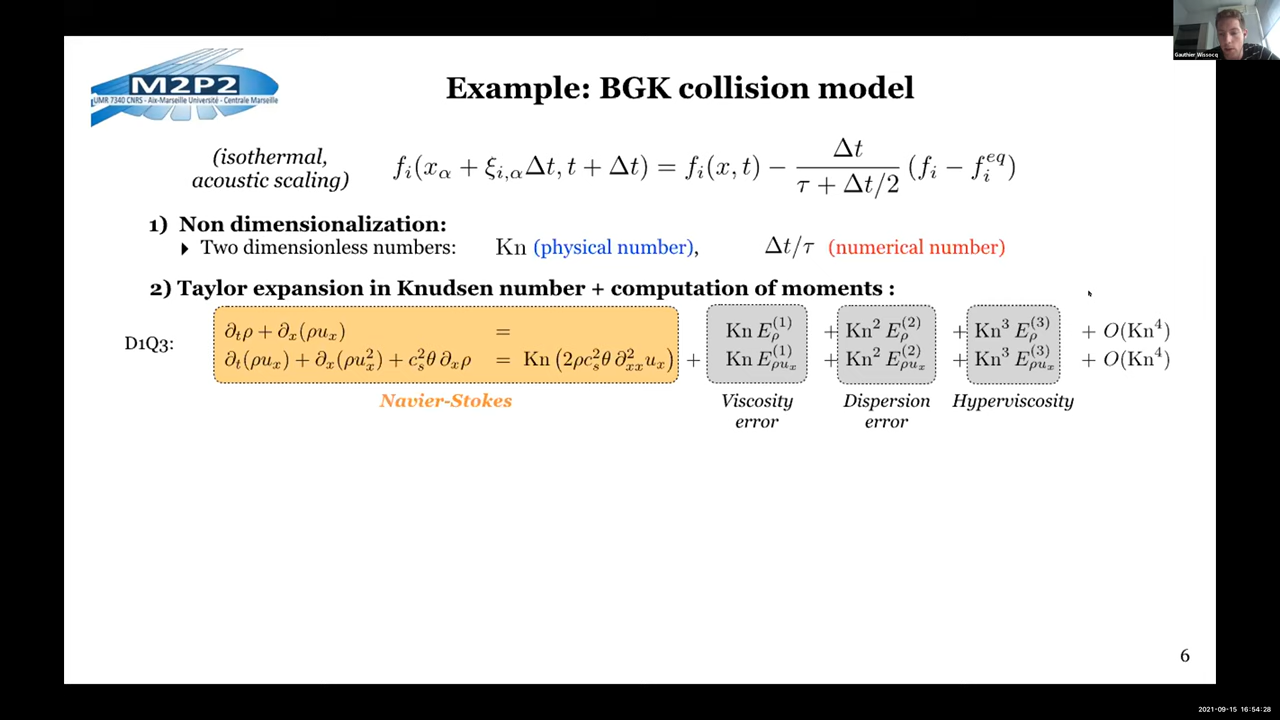 Gauthier_Wissocq
M2P2
UMR 7340 CNRS - Aix-Marseille Université - Centrale Marseille
Example: BGK collision model
(isothermal,
acoustic scaling)
f_i(x_α + ξ_{i,α}Δt, t + Δt) = f_i(x, t) − Δt/(τ + Δt/2) (f_i − f_i^{eq})
1) Non dimensionalization:
Two dimensionless numbers: Kn (physical number), Δt/τ (numerical number)
2) Taylor expansion in Knudsen number + computation of moments :
D1Q3:
∂_tρ + ∂_x(ρu_x) = Kn E_ρ^{(1)} + Kn² E_ρ^{(2)} + Kn³ E_ρ^{(3)} + O(Kn⁴)
∂_t(ρu_x) + ∂_x(ρu_x²) + c_s²θ ∂_xρ = Kn (2ρc_s²θ ∂²_{xx}u_x) + Kn E_{ρu_x}^{(1)} + Kn² E_{ρu_x}^{(2)} + Kn³ E_{ρu_x}^{(3)} + O(Kn⁴)
Navier-Stokes Viscosity Dispersion Hyperviscosity
error error
6
2021-09-15 16:54:28